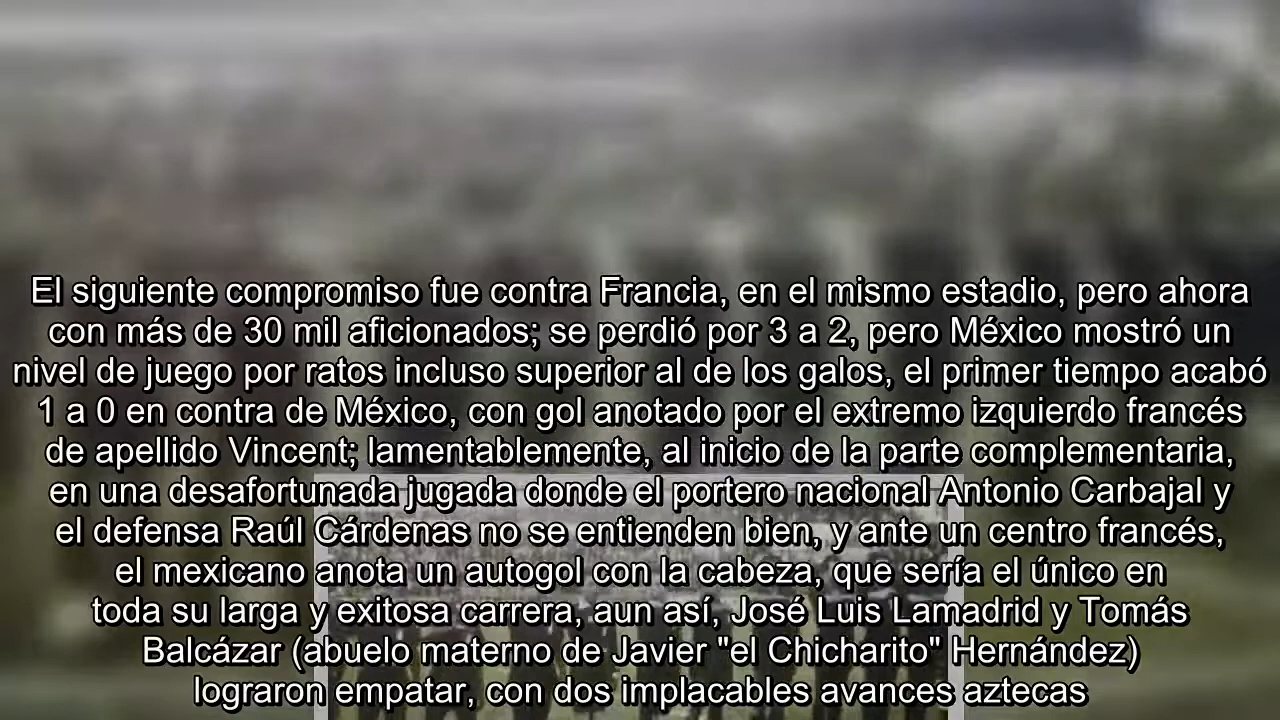 El siguiente compromiso fue contra Francia, en el mismo estadio, pero ahora
con más de 30 mil aficionados; se perdió por 3 a 2, pero México mostró un
nivel de juego por ratos incluso superior al de los galos, el primer tiempo acabó
1 a 0 en contra de México, con gol anotado por el extremo izquierdo francés
de apellido Vincent; lamentablemente, al inicio de la parte complementaria,
en una desafortunada jugada donde el portero nacional Antonio Carbajal y
el defensa Raúl Cárdenas no se entienden bien, y ante un centro francés,
el mexicano anota un autogol con la cabeza, que sería el único en
toda su larga y exitosa carrera, aun así, José Luis Lamadrid y Tomás
Balcázar (abuelo materno de Javier "el Chicharito" Hernández)
lograron empatar, con dos implacables avances aztecas